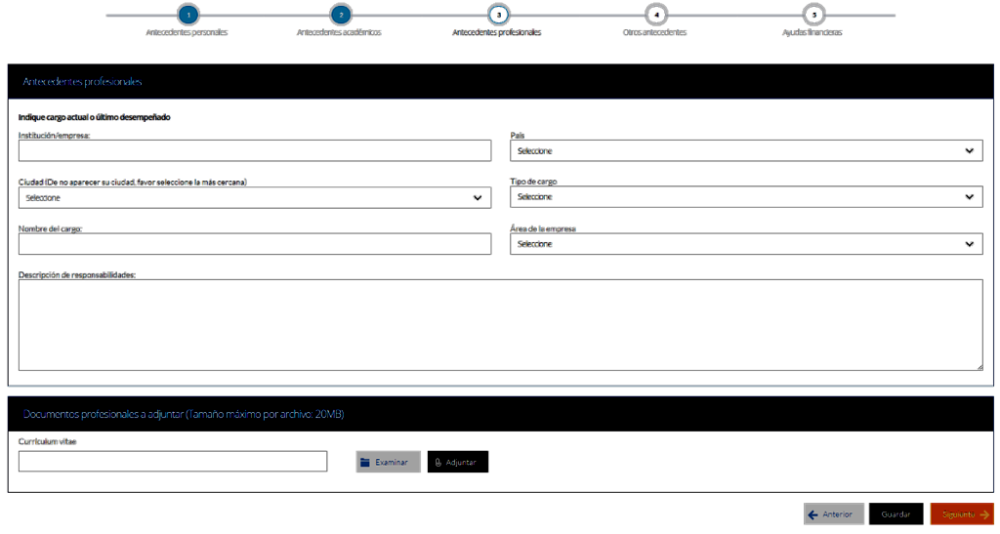 1 2 3 4 5
Antecedentes personales Antecedentes académicos Antecedentes profesionales Otros antecedentes Ayudas financieras
Antecedentes profesionales
Indique cargo actual o último desempeñado
Institución/empresa: País
Seleccione
Ciudad (De no aparecer su ciudad, favor seleccione la más cercana) Tipo de cargo
Seleccione Seleccione
Nombre del cargo: Área de la empresa
Seleccione
Descripción de responsabilidades:
Documentos profesionales a adjuntar (Tamaño máximo por archivo: 20MB)
Currículum vitae
Examinar Adjuntar
Anterior Guardar Siguiente